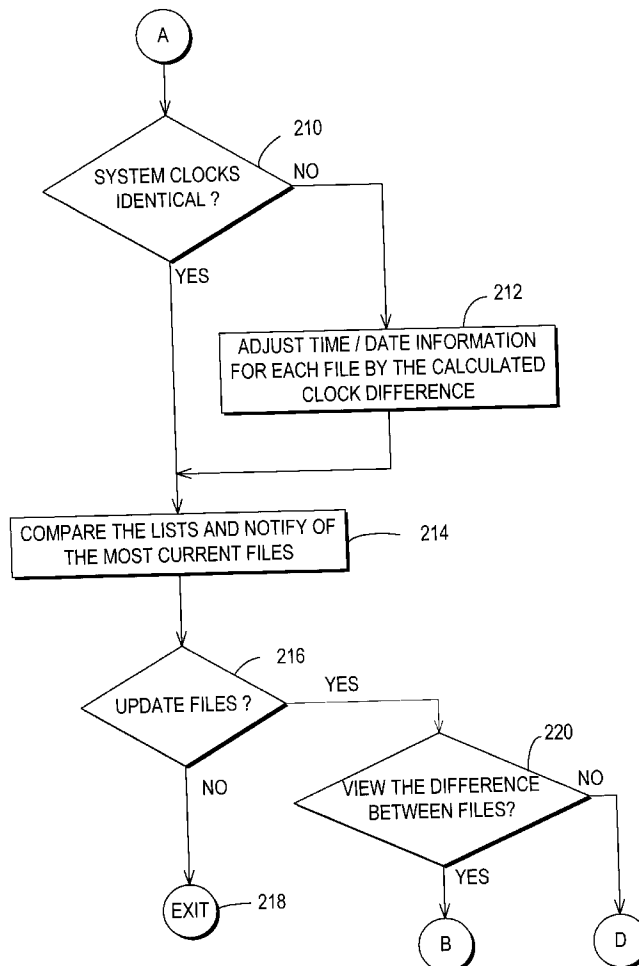 A
210
SYSTEM CLOCKS
IDENTICAL ?
NO
YES
212
ADJUST TIME / DATE INFORMATION
FOR EACH FILE BY THE CALCULATED
CLOCK DIFFERENCE
COMPARE THE LISTS AND NOTIFY OF
THE MOST CURRENT FILES
214
216
UPDATE FILES ?
YES
NO
220
VIEW THE DIFFERENCE
BETWEEN FILES?
NO
YES
EXIT
218
B
D